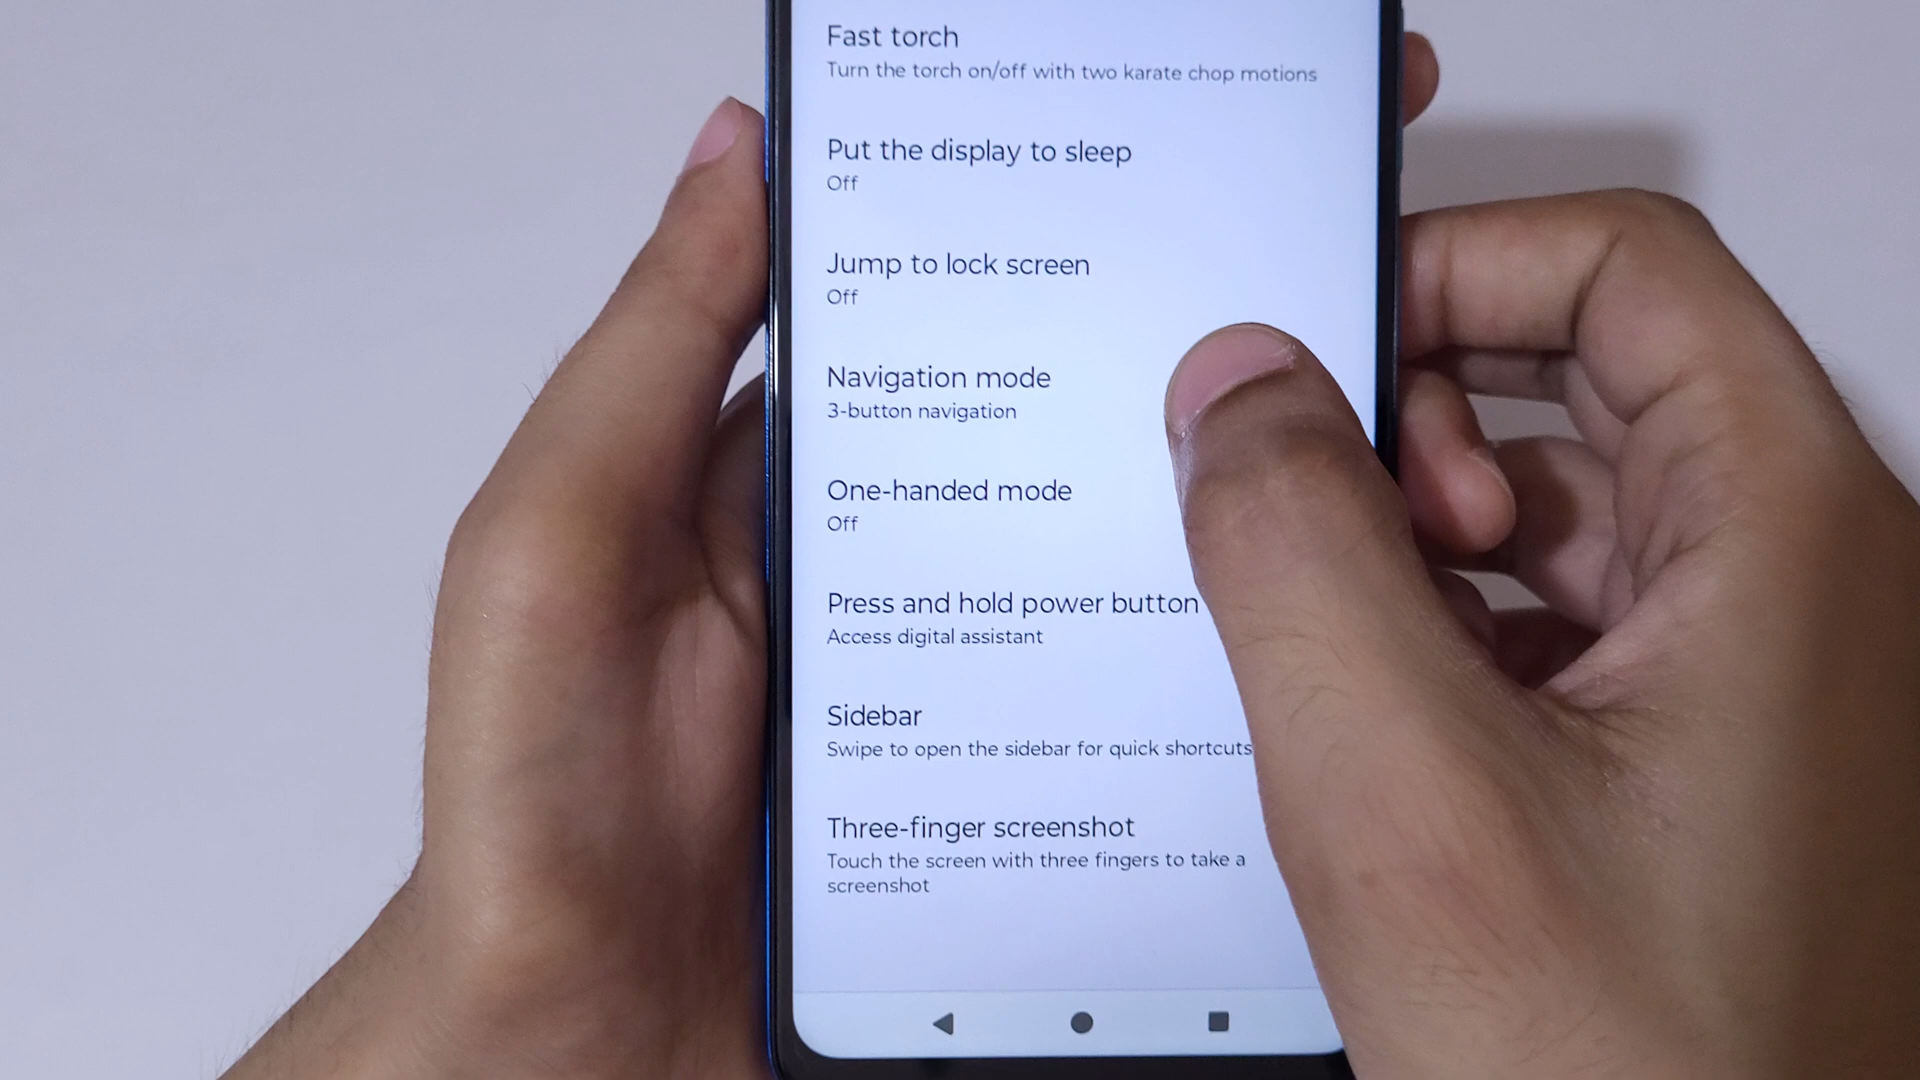 Fast torch
Turn the torch on/off with two karate chop motions
Put the display to sleep
Off
Jump to lock screen
Off
Navigation mode
3-button navigation
One-handed mode
Off
Press and hold power button
Access digital assistant
Sidebar
Swipe to open the sidebar for quick shortcuts
Three-finger screenshot
Touch the screen with three fingers to take a
screenshot